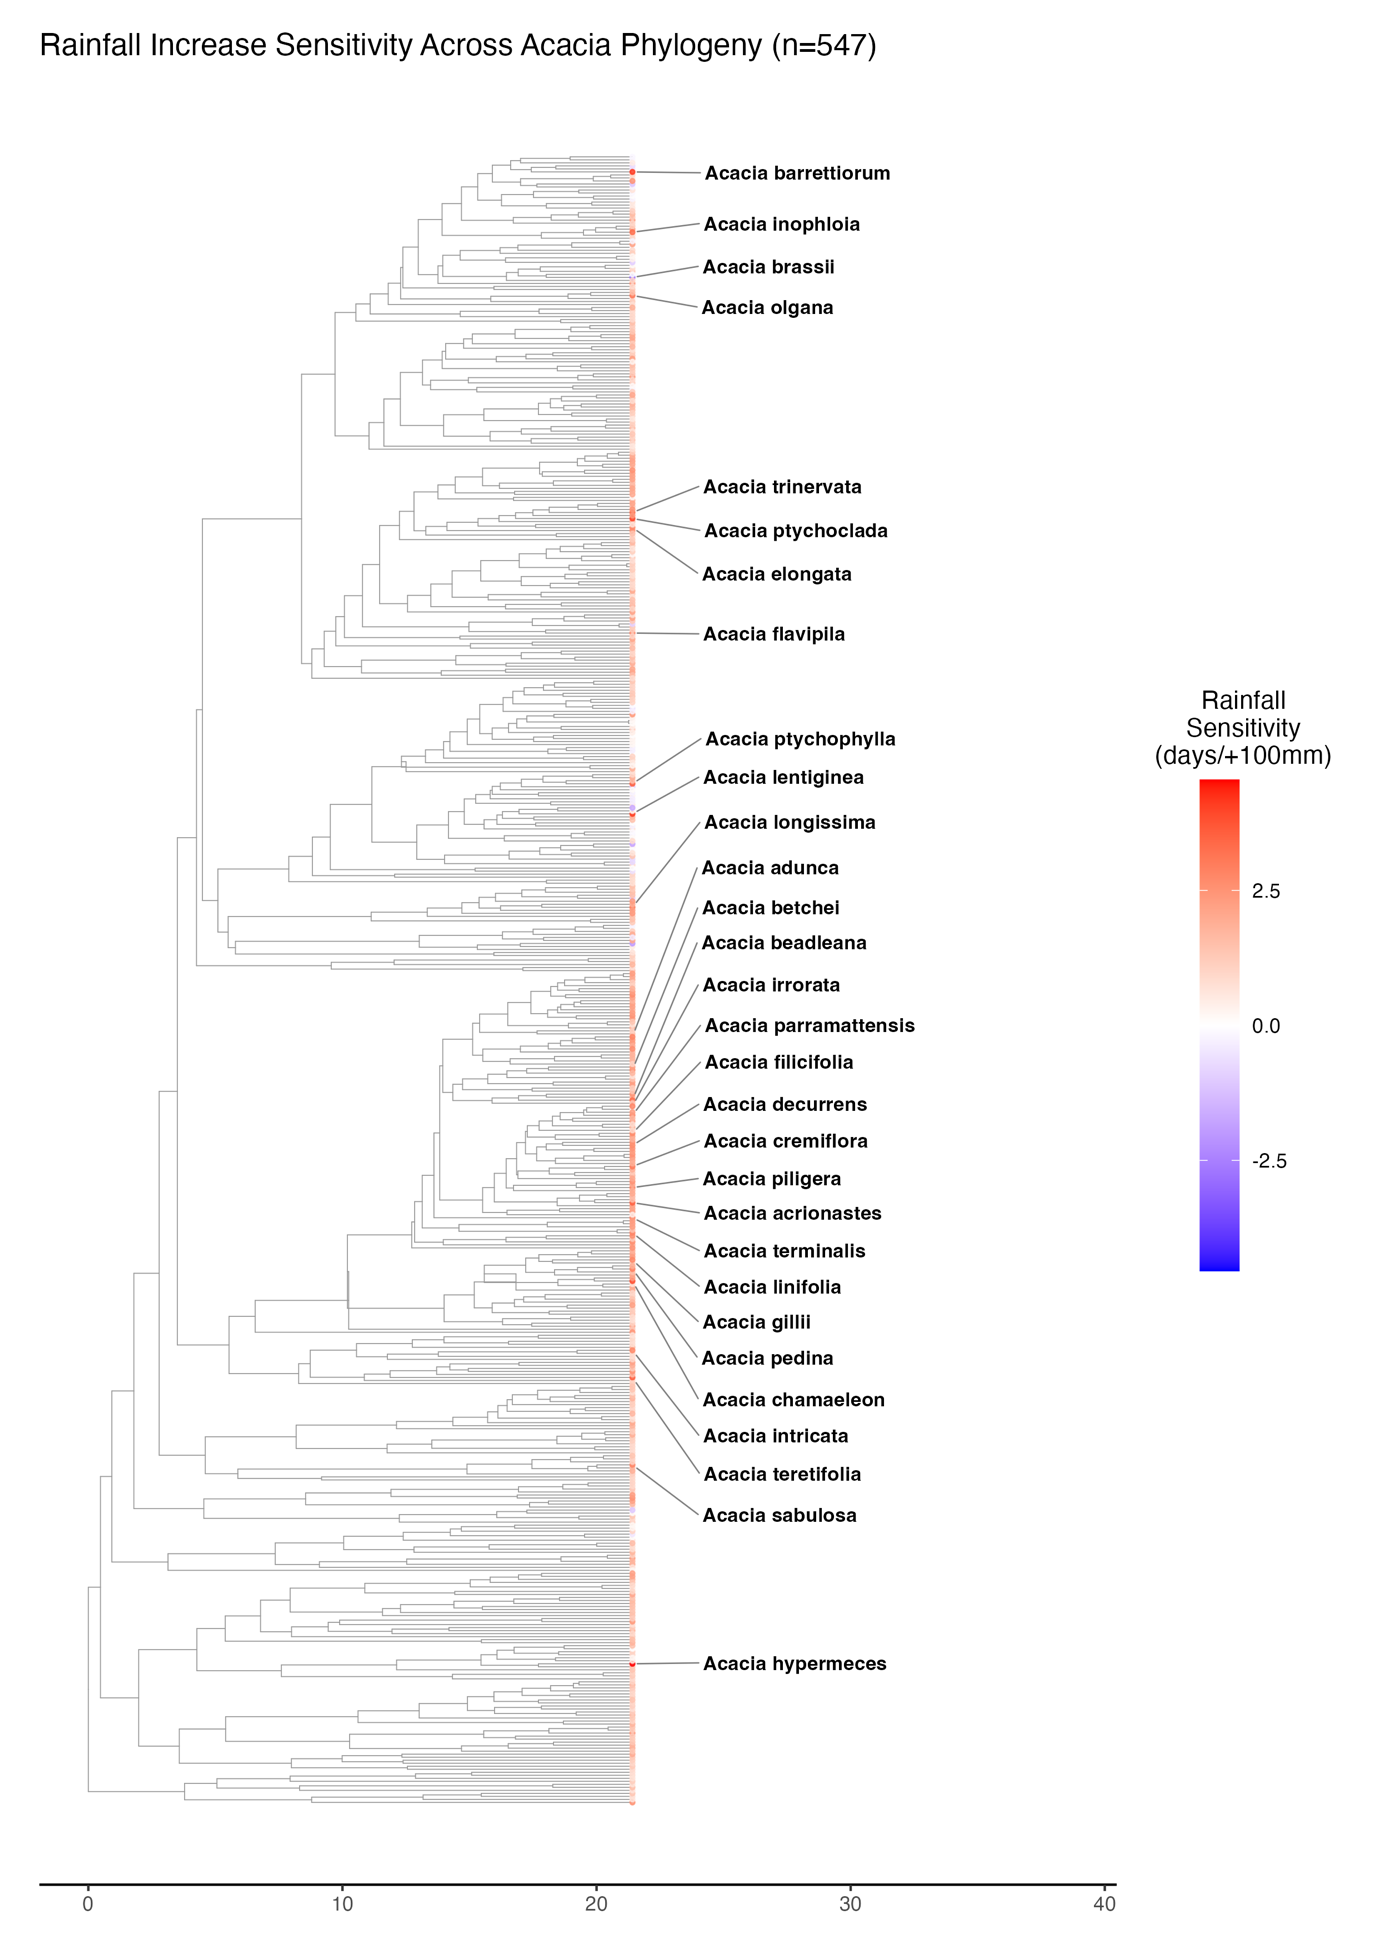 Rainfall Increase Sensitivity Across Acacia Phylogeny (n=547)
Acacia barrettiorum
Acacia inophloia
Acacia brassii
Acacia olgana
Acacia trinervata
Acacia ptychoclada
Acacia elongata
Acacia flavipila
Acacia ptychophylla
Acacia lentiginea
Acacia longissima
Acacia adunca
Acacia betchei
Acacia beadleana
Acacia irrorata
Acacia parramattensis
Acacia filicifolia
Acacia decurrens
Acacia cremiflora
Acacia piligera
Acacia acrionastes
Acacia terminalis
Acacia linifolia
Acacia gillii
Acacia pedina
Acacia chamaeleon
Acacia intricata
Acacia teretifolia
Acacia sabulosa
Acacia hypermeces
Rainfall
Sensitivity
(days/+100mm)
2.5
0.0
-2.5
0 10 20 30 40